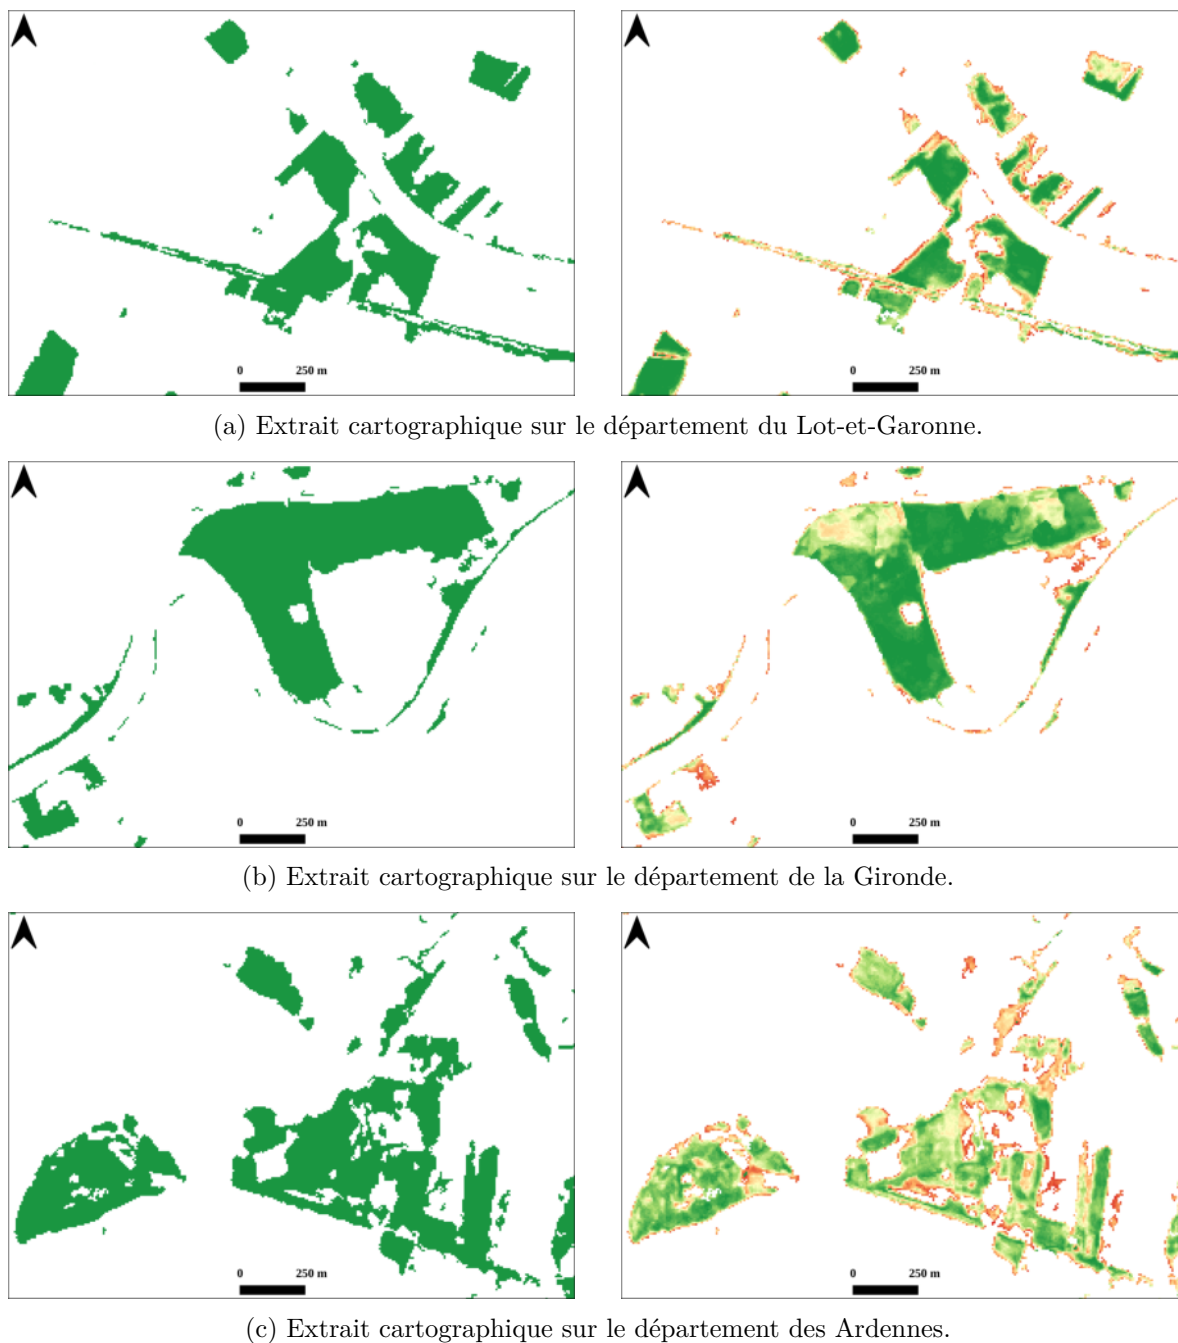 0 250 m
0 250 m
(a) Extrait cartographique sur le département du Lot-et-Garonne.
0 250 m
0 250 m
(b) Extrait cartographique sur le département de la Gironde.
0 250 m
0 250 m
(c) Extrait cartographique sur le département des Ardennes.